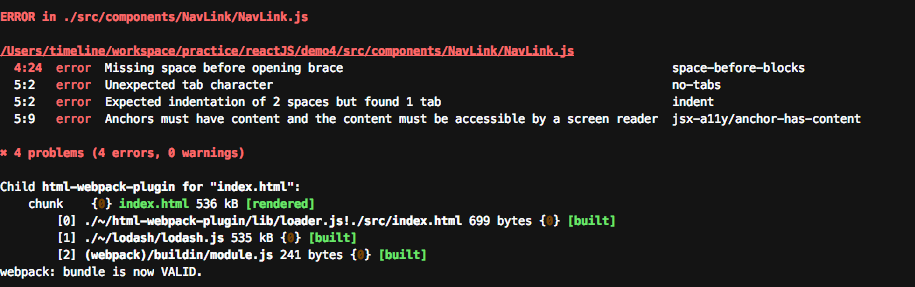 ERROR in ./src/components/NavLink/NavLink.js
/Users/timeline/workspace/practice/reactJS/demo4/src/components/NavLink/NavLink.js
4:24 error Missing space before opening brace space-before-blocks
5:2 error Unexpected tab character no-tabs
5:2 error Expected indentation of 2 spaces but found 1 tab indent
5:9 error Anchors must have content and the content must be accessible by a screen reader jsx-a11y/anchor-has-content
✖ 4 problems (4 errors, 0 warnings)
Child html-webpack-plugin for "index.html":
chunk {0} index.html 536 kB [rendered]
[0] ./~/html-webpack-plugin/lib/loader.js!./src/index.html 699 bytes {0} [built]
[1] ./~/lodash/lodash.js 535 kB {0} [built]
[2] (webpack)/buildin/module.js 241 bytes {0} [built]
webpack: bundle is now VALID.